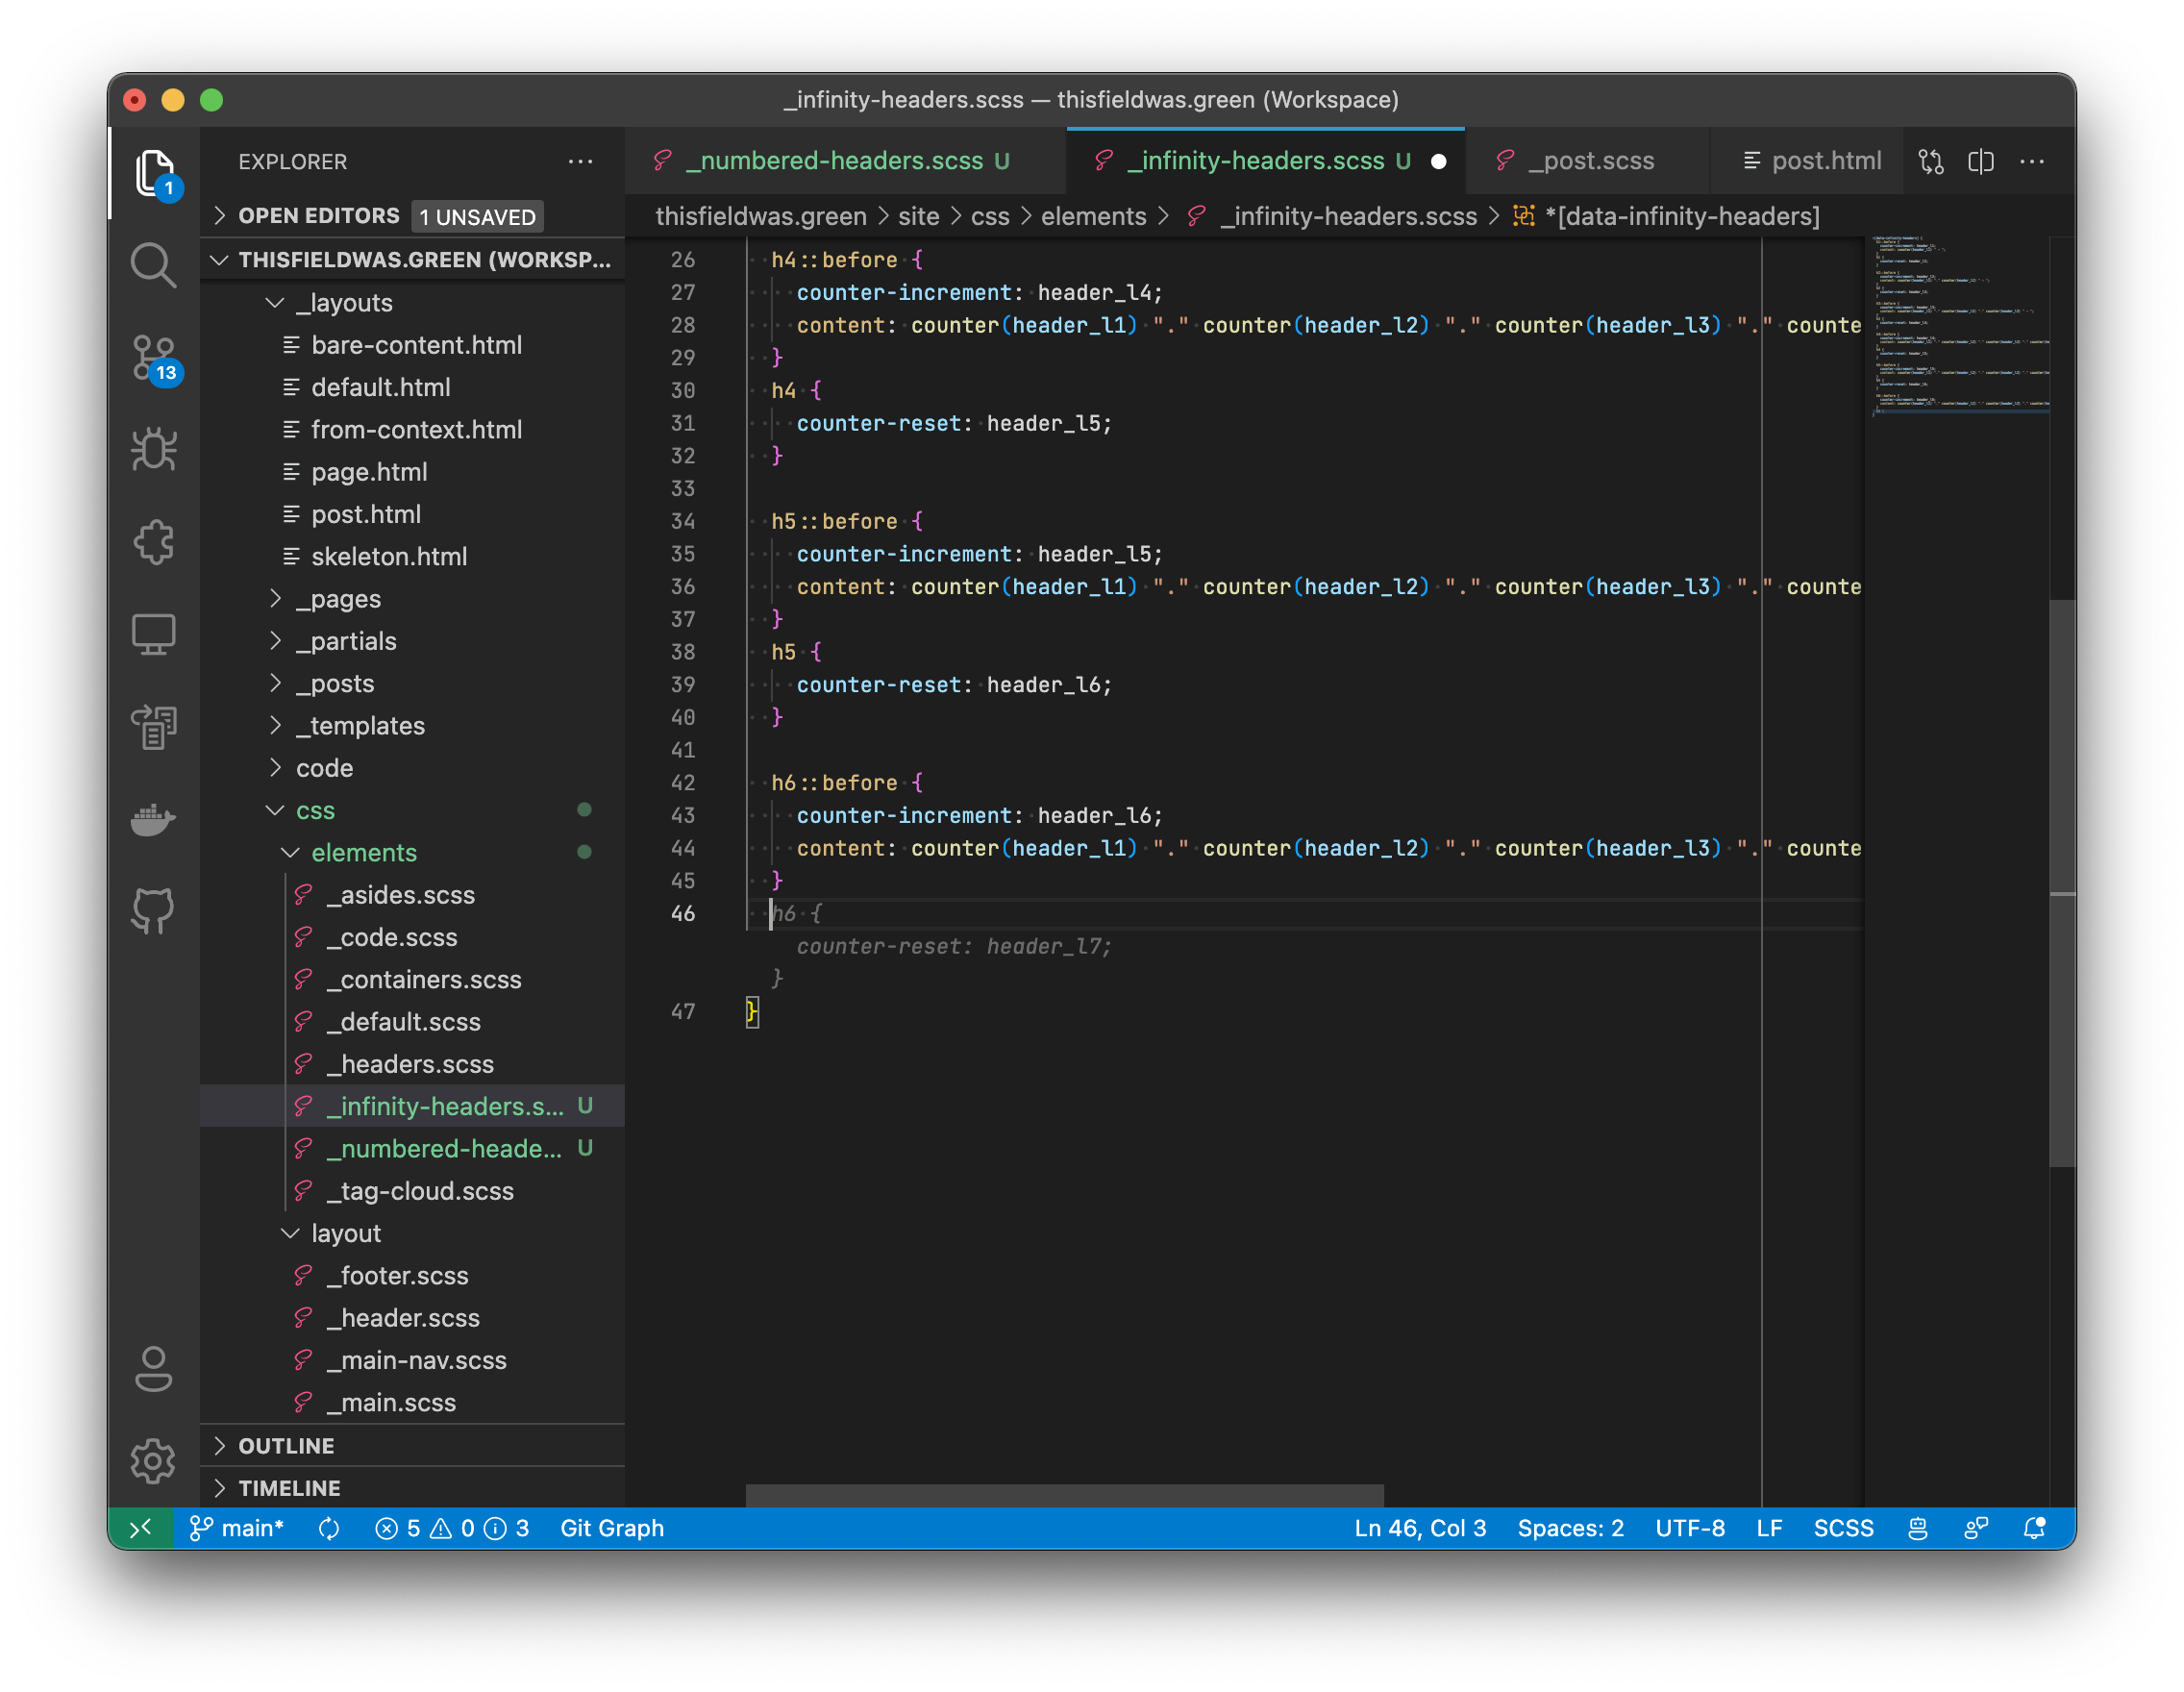 _infinity-headers.scss — thisfieldwas.green (Workspace)
EXPLORER
1
OPEN EDITORS 1 UNSAVED
THISFIELDWAS.GREEN (WORKSP...
_layouts
bare-content.html
default.html
from-context.html
page.html
post.html
skeleton.html
_pages
_partials
_posts
_templates
code
css
elements
_asides.scss
_code.scss
_containers.scss
_default.scss
_headers.scss
_infinity-headers.s... U
_numbered-heade... U
_tag-cloud.scss
layout
_footer.scss
_header.scss
_main-nav.scss
_main.scss
OUTLINE
TIMELINE
13
_numbered-headers.scss U
_infinity-headers.scss U
_post.scss
post.html
thisfieldwas.green > site > css > elements > _infinity-headers.scss > *[data-infinity-headers]
26 h4::before {
27 counter-increment: header_l4;
28 content: counter(header_l1) "." counter(header_l2) "." counter(header_l3) "." counte
29 }
30 h4 {
31 counter-reset: header_l5;
32 }
33
34 h5::before {
35 counter-increment: header_l5;
36 content: counter(header_l1) "." counter(header_l2) "." counter(header_l3) "." counte
37 }
38 h5 {
39 counter-reset: header_l6;
40 }
41
42 h6::before {
43 counter-increment: header_l6;
44 content: counter(header_l1) "." counter(header_l2) "." counter(header_l3) "." counte
45 }
46 h6 {
counter-reset: header_l7;
}
47 }
main* 5 0 3 Git Graph
Ln 46, Col 3 Spaces: 2 UTF-8 LF SCSS